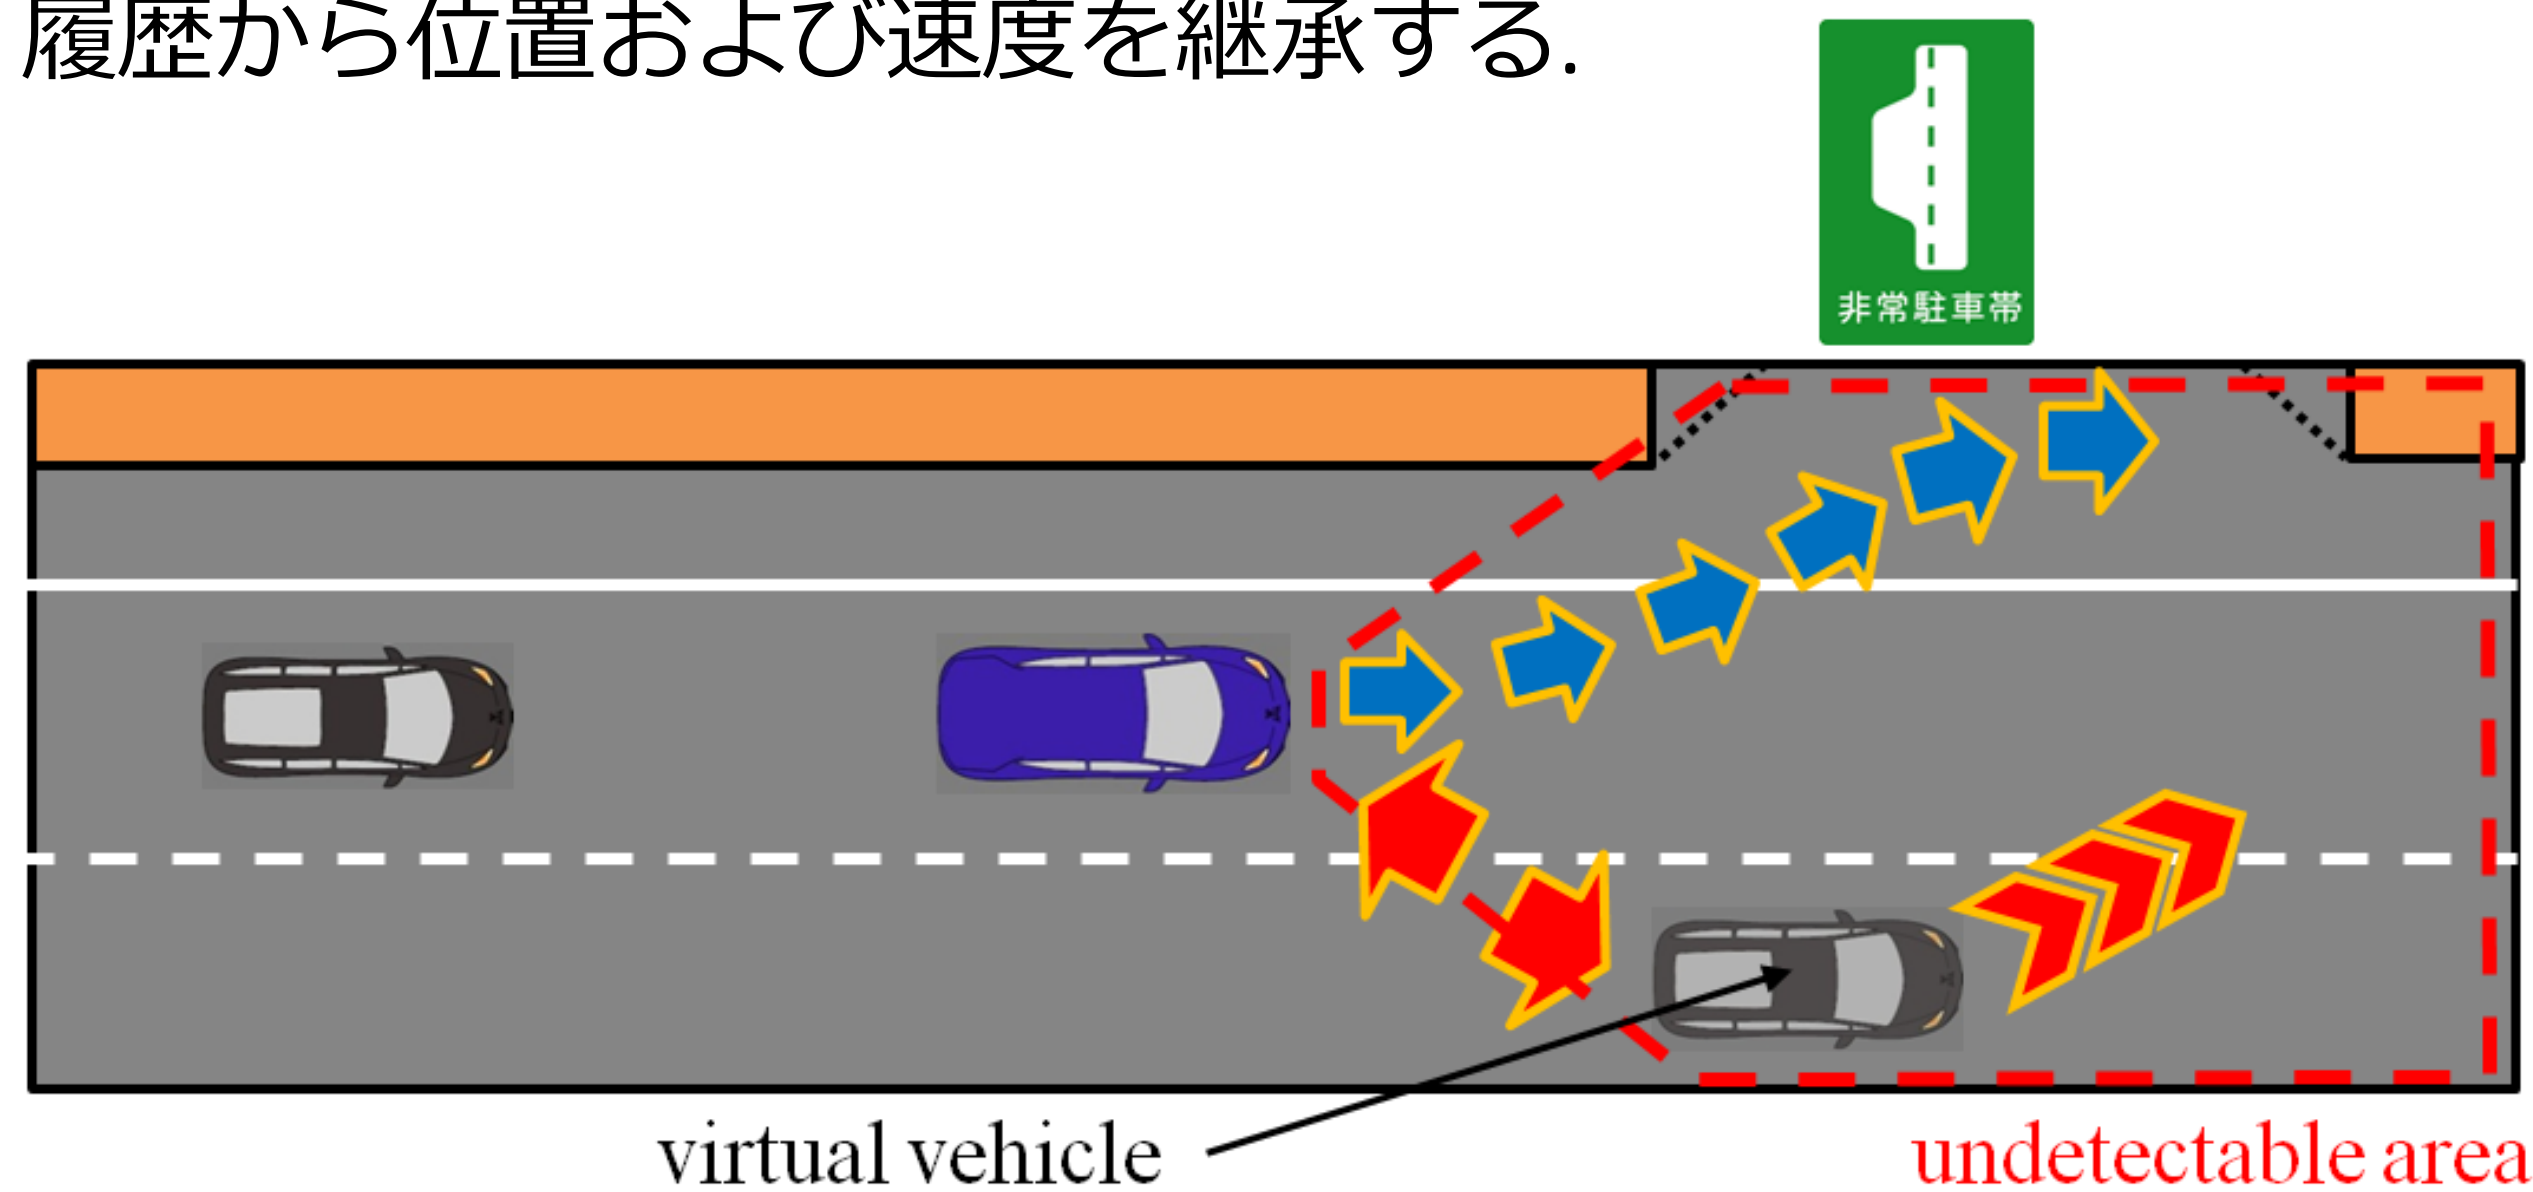 履歴から位置および速度を継承する.
非常駐車帯
virtual vehicle
undetectable area